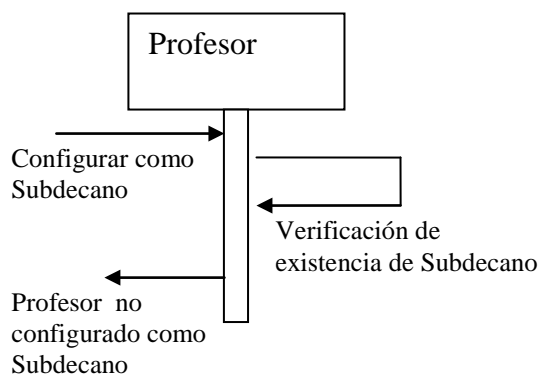 Profesor
Configurar como
Subdecano
Verificación de
existencia de Subdecano
Profesor no
configurado como
Subdecano